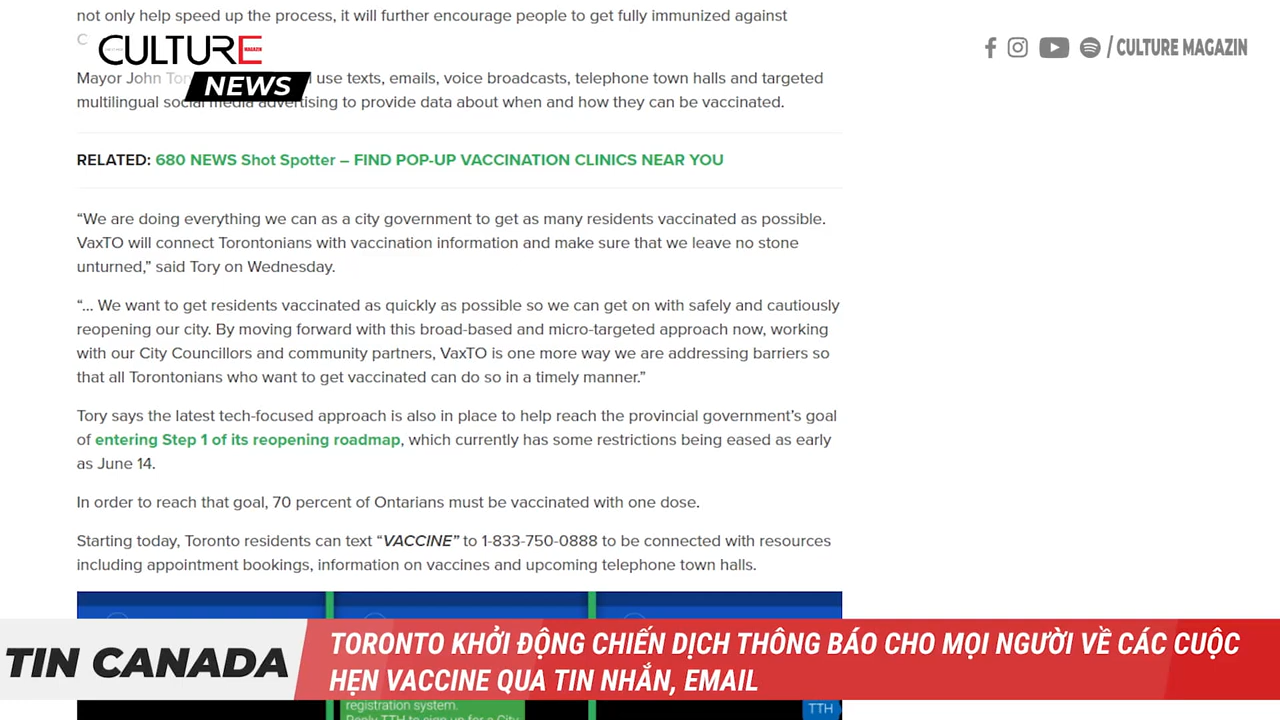 not only help speed up the process, it will further encourage people to get fully immunized against
C
CULTURE
MAGAZIN
NEWS
/ CULTURE MAGAZIN
Mayor John Tory use texts, emails, voice broadcasts, telephone town halls and targeted
multilingual social media advertising to provide data about when and how they can be vaccinated.
RELATED: 680 NEWS Shot Spotter – FIND POP-UP VACCINATION CLINICS NEAR YOU
“We are doing everything we can as a city government to get as many residents vaccinated as possible.
VaxTO will connect Torontonians with vaccination information and make sure that we leave no stone
unturned,” said Tory on Wednesday.
“... We want to get residents vaccinated as quickly as possible so we can get on with safely and cautiously
reopening our city. By moving forward with this broad-based and micro-targeted approach now, working
with our City Councillors and community partners, VaxTO is one more way we are addressing barriers so
that all Torontonians who want to get vaccinated can do so in a timely manner.”
Tory says the latest tech-focused approach is also in place to help reach the provincial government’s goal
of entering Step 1 of its reopening roadmap, which currently has some restrictions being eased as early
as June 14.
In order to reach that goal, 70 percent of Ontarians must be vaccinated with one dose.
Starting today, Toronto residents can text “VACCINE” to 1-833-750-0888 to be connected with resources
including appointment bookings, information on vaccines and upcoming telephone town halls.
TIN CANADA
TORONTO KHỞI ĐỘNG CHIẾN DỊCH THÔNG BÁO CHO MỌI NGƯỜI VỀ CÁC CUỘC
HẸN VACCINE QUA TIN NHẮN, EMAIL
registration system.
Reply TTH to sign up for a City
TTH